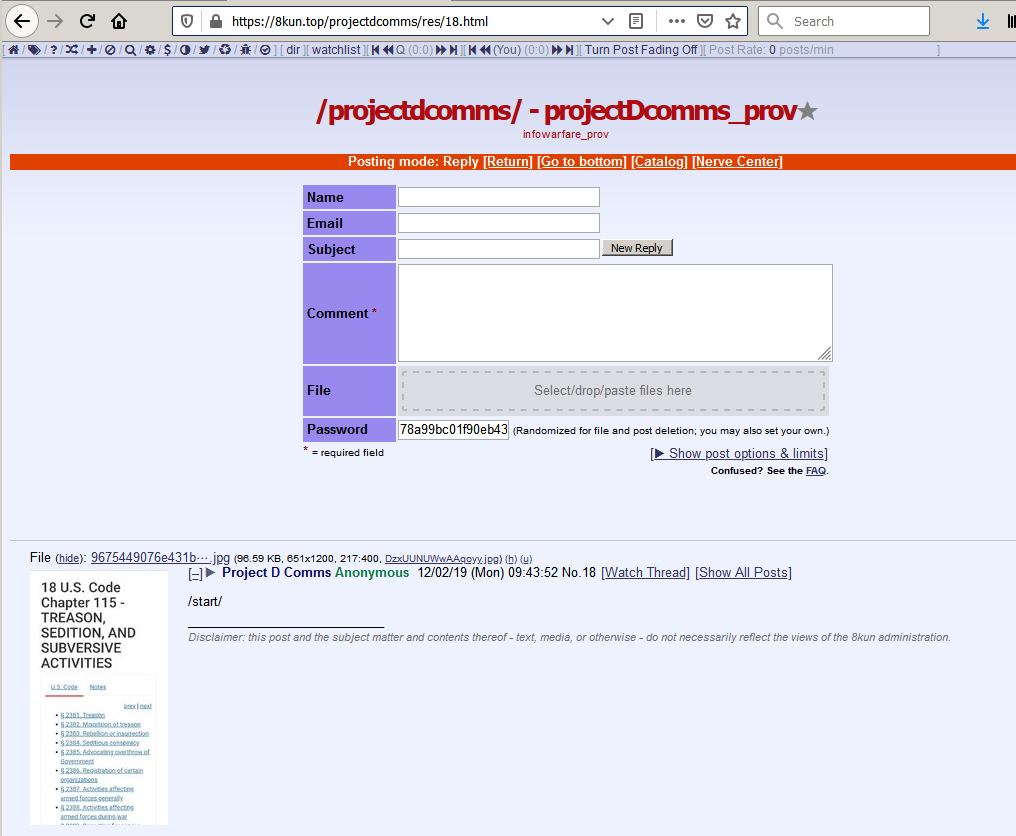 https://8kun.top/projectdcomms/res/18.html
Search
[ / / ? / / / / / / $ / / / / / ] [ dir ] [ watchlist ] [ Q (0:0) ] [ (You) (0:0) ] [ Turn Post Fading Off ] [ Post Rate: 0 posts/min ]
/projectdcomms/ - projectDcomms_prov
infowarfare_prov
Posting mode: Reply [Return] [Go to bottom] [Catalog] [Nerve Center]
Name
Email
Subject New Reply
Comment *
File Select/drop/paste files here
Password 78a99bc01f90eb43 (Randomized for file and post deletion; you may also set your own.)
* = required field [▶ Show post options & limits]
Confused? See the FAQ.
File (hide): 9675449076e431b⋯.jpg (96.59 KB, 651x1200, 217:400, DzxUUNUWwAAqoyy.jpg) (h) (u)
[–] ▶ Project D Comms Anonymous 12/02/19 (Mon) 09:43:52 No.18 [Watch Thread] [Show All Posts]
/start/
Disclaimer: this post and the subject matter and contents thereof - text, media, or otherwise - do not necessarily reflect the views of the 8kun administration.
18 U.S. Code
Chapter 115 -
TREASON,
SEDITION, AND
SUBVERSIVE
ACTIVITIES
U.S. Code Notes
prev | next
• § 2381. Treason
• § 2382. Misprision of treason
• § 2383. Rebellion or insurrection
• § 2384. Seditious conspiracy
• § 2385. Advocating overthrow of
Government
• § 2386. Registration of certain
organizations
• § 2387. Activities affecting
armed forces generally
• § 2388. Activities affecting
armed forces during war